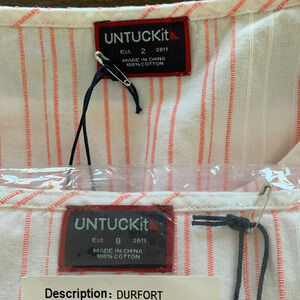 UNTUCKit
Est. 2 2011
MADE IN CHINA
100% COTTON
UNTUCKit
Est. 8 2011
MADE IN CHINA
100% COTTON
Description: DURFORT